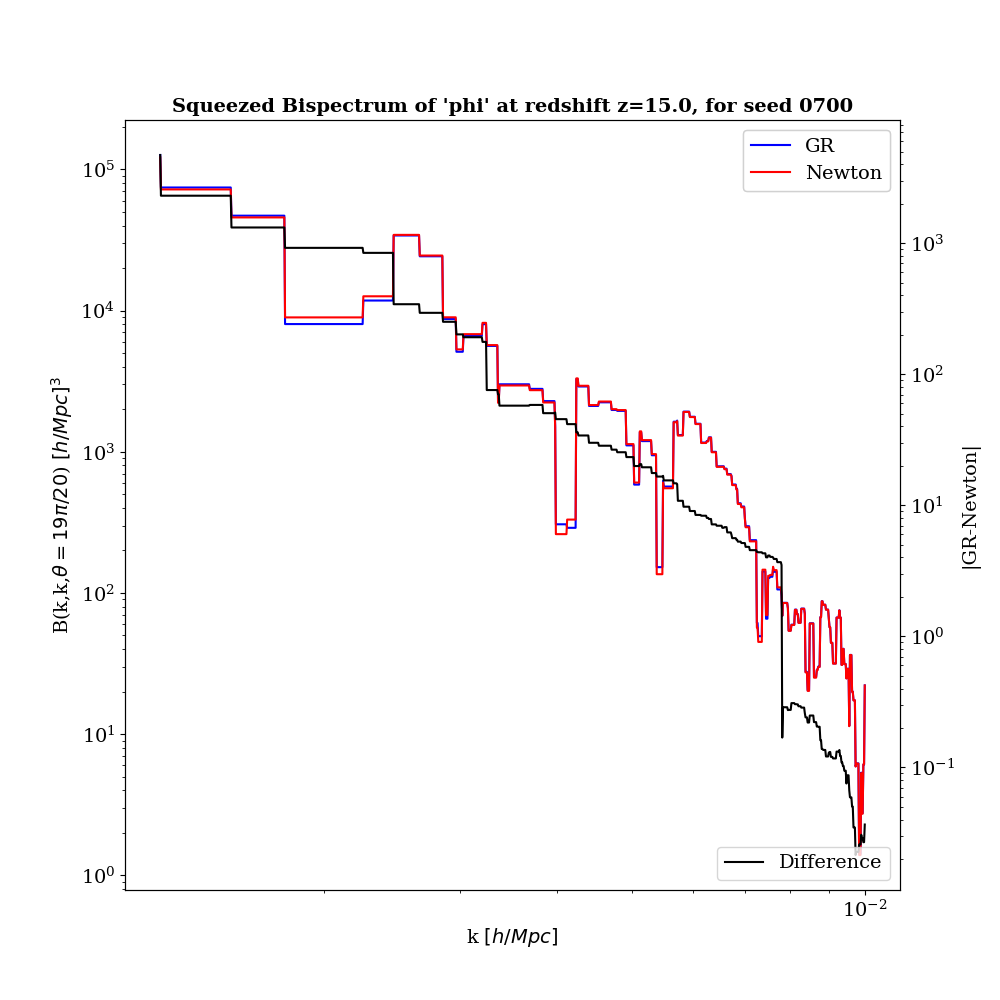 Squeezed Bispectrum of 'phi' at redshift z=15.0, for seed 0700
GR
Newton
10^5
10^4
10^3
10^2
10^1
10^0
B(k,k,θ = 19π/20) [h/Mpc]^3
10^3
10^2
10^1
10^0
10^−1
|GR-Newton|
Difference
10^−2
k [h/Mpc]